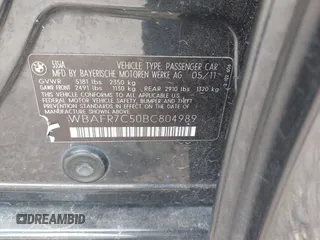 535iA
VEHICLE TYPE: PASSENGER CAR
MFD BY BAYERISCHE MOTOREN WERKE AG 05/11
GVWR 5181 lbs 2350 kg
GAWR FRONT 2491 lbs 1130 kg REAR 2910 lbs 1320 kg
THIS VEHICLE CONFORMS TO ALL APPLICABLE
FEDERAL MOTOR VEHICLE SAFETY, BUMPER AND
THEFT PREVENTION STANDARDS IN EFFECT ON THE
DATE OF MANUFACTURE SHOWN ABOVE.
WBAFR7C50BC804989
DREAMBID